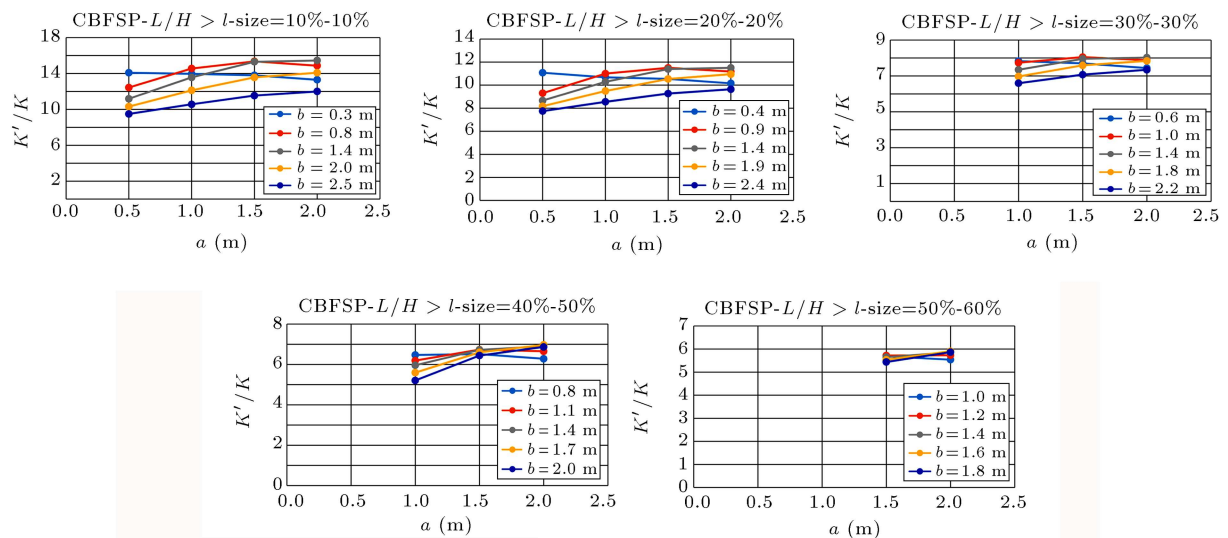 CBFSP-L/H > l-size=10%-10%
18
14
10
6
2
0.0 0.5 1.0 1.5 2.0 2.5
K′/K
a (m)
b = 0.3 m
b = 0.8 m
b = 1.4 m
b = 2.0 m
b = 2.5 m
CBFSP-L/H > l-size=20%-20%
14
12
10
8
6
4
2
0
0.0 0.5 1.0 1.5 2.0 2.5
K′/K
a (m)
b = 0.4 m
b = 0.9 m
b = 1.4 m
b = 1.9 m
b = 2.4 m
CBFSP-L/H > l-size=30%-30%
9
7
5
3
1
0.0 0.5 1.0 1.5 2.0 2.5
K′/K
a (m)
b=0.6 m
b=1.0 m
b=1.4 m
b=1.8 m
b=2.2 m
CBFSP-L/H > l-size=40%-50%
8
6
4
2
0
0.0 0.5 1.0 1.5 2.0 2.5
K′/K
a (m)
b=0.8 m
b=1.1 m
b=1.4 m
b=1.7 m
b=2.0 m
CBFSP-L/H > l-size=50%-60%
7
6
5
4
3
2
1
0
0.0 0.5 1.0 1.5 2.0 2.5
K′/K
a (m)
b=1.0 m
b=1.2 m
b=1.4 m
b=1.6 m
b=1.8 m